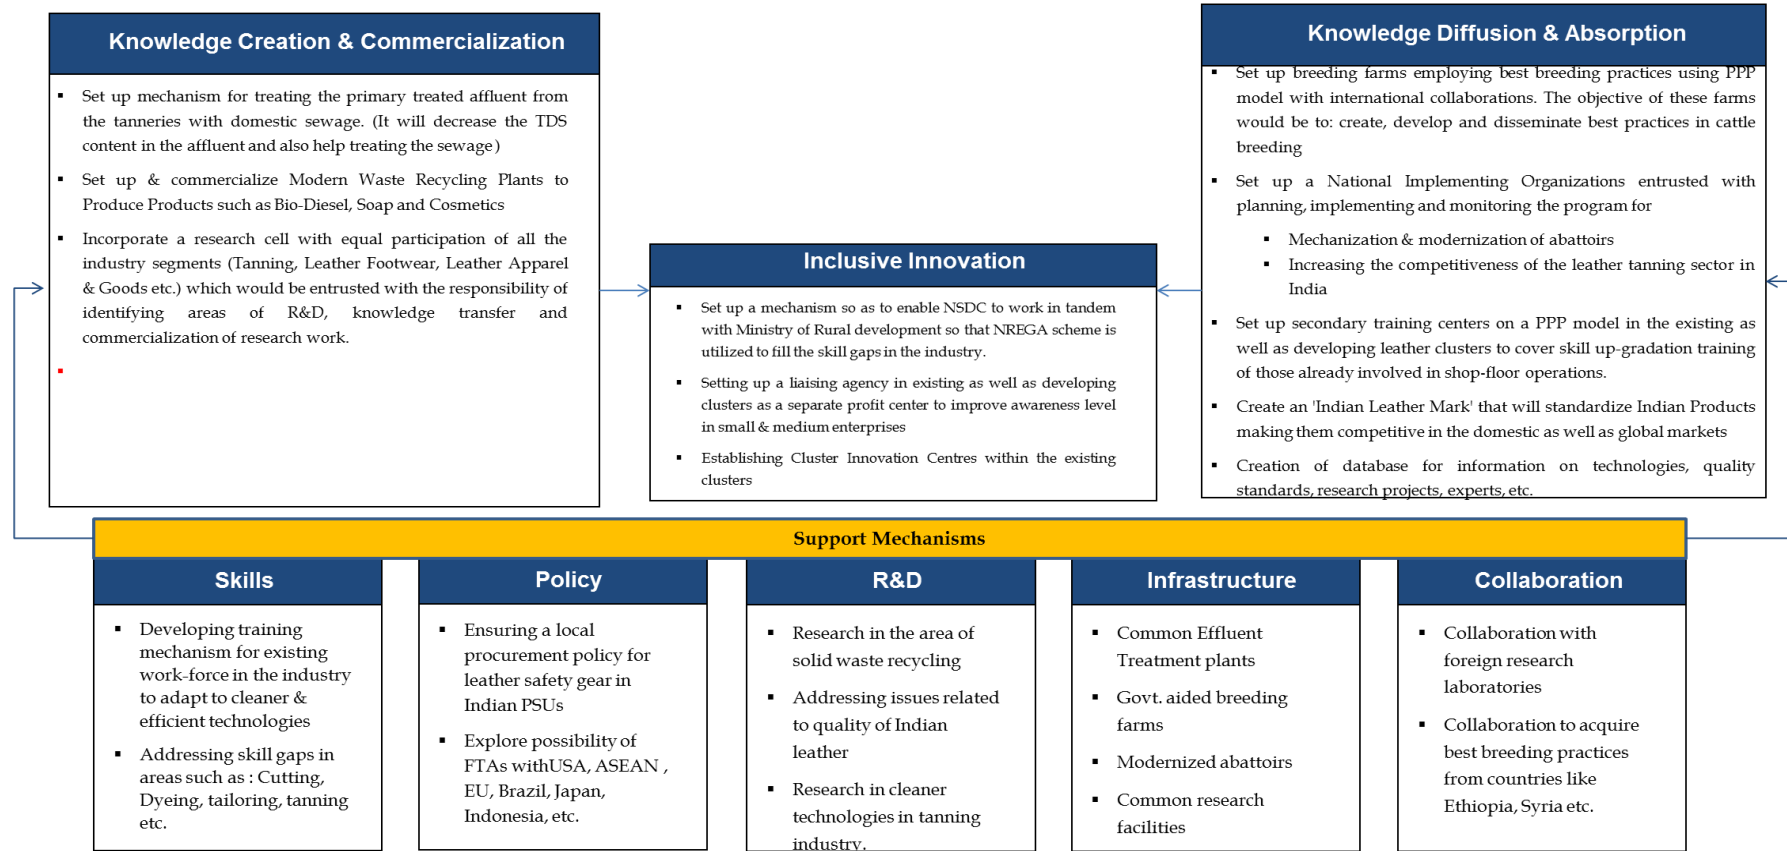 Knowledge Creation & Commercialization
▪ Set up mechanism for treating the primary treated affluent from
the tanneries with domestic sewage. (It will decrease the TDS
content in the affluent and also help treating the sewage)
▪ Set up & commercialize Modern Waste Recycling Plants to
Produce Products such as Bio-Diesel, Soap and Cosmetics
▪ Incorporate a research cell with equal participation of all the
industry segments (Tanning, Leather Footwear, Leather Apparel
& Goods etc.) which would be entrusted with the responsibility of
identifying areas of R&D, knowledge transfer and
commercialization of research work.
▪
Inclusive Innovation
▪ Set up a mechanism so as to enable NSDC to work in tandem
with Ministry of Rural development so that NREGA scheme is
utilized to fill the skill gaps in the industry.
▪ Setting up a liaising agency in existing as well as developing
clusters as a separate profit center to improve awareness level
in small & medium enterprises
▪ Establishing Cluster Innovation Centres within the existing
clusters
Knowledge Diffusion & Absorption
▪ Set up breeding farms employing best breeding practices using PPP
model with international collaborations. The objective of these farms
would be to: create, develop and disseminate best practices in cattle
breeding
▪ Set up a National Implementing Organizations entrusted with
planning, implementing and monitoring the program for
▪ Mechanization & modernization of abattoirs
▪ Increasing the competitiveness of the leather tanning sector in
India
▪ Set up secondary training centers on a PPP model in the existing as
well as developing leather clusters to cover skill up-gradation training
of those already involved in shop-floor operations.
▪ Create an 'Indian Leather Mark' that will standardize Indian Products
making them competitive in the domestic as well as global markets
▪ Creation of database for information on technologies, quality
standards, research projects, experts, etc.
Support Mechanisms
Skills
▪ Developing training
mechanism for existing
work-force in the industry
to adapt to cleaner &
efficient technologies
▪ Addressing skill gaps in
areas such as : Cutting,
Dyeing, tailoring, tanning
etc.
Policy
▪ Ensuring a local
procurement policy for
leather safety gear in
Indian PSUs
▪ Explore possibility of
FTAs withUSA, ASEAN ,
EU, Brazil, Japan,
Indonesia, etc.
R&D
▪ Research in the area of
solid waste recycling
▪ Addressing issues related
to quality of Indian
leather
▪ Research in cleaner
technologies in tanning
industry.
Infrastructure
▪ Common Effluent
Treatment plants
▪ Govt. aided breeding
farms
▪ Modernized abattoirs
▪ Common research
facilities
Collaboration
▪ Collaboration with
foreign research
laboratories
▪ Collaboration to acquire
best breeding practices
from countries like
Ethiopia, Syria etc.